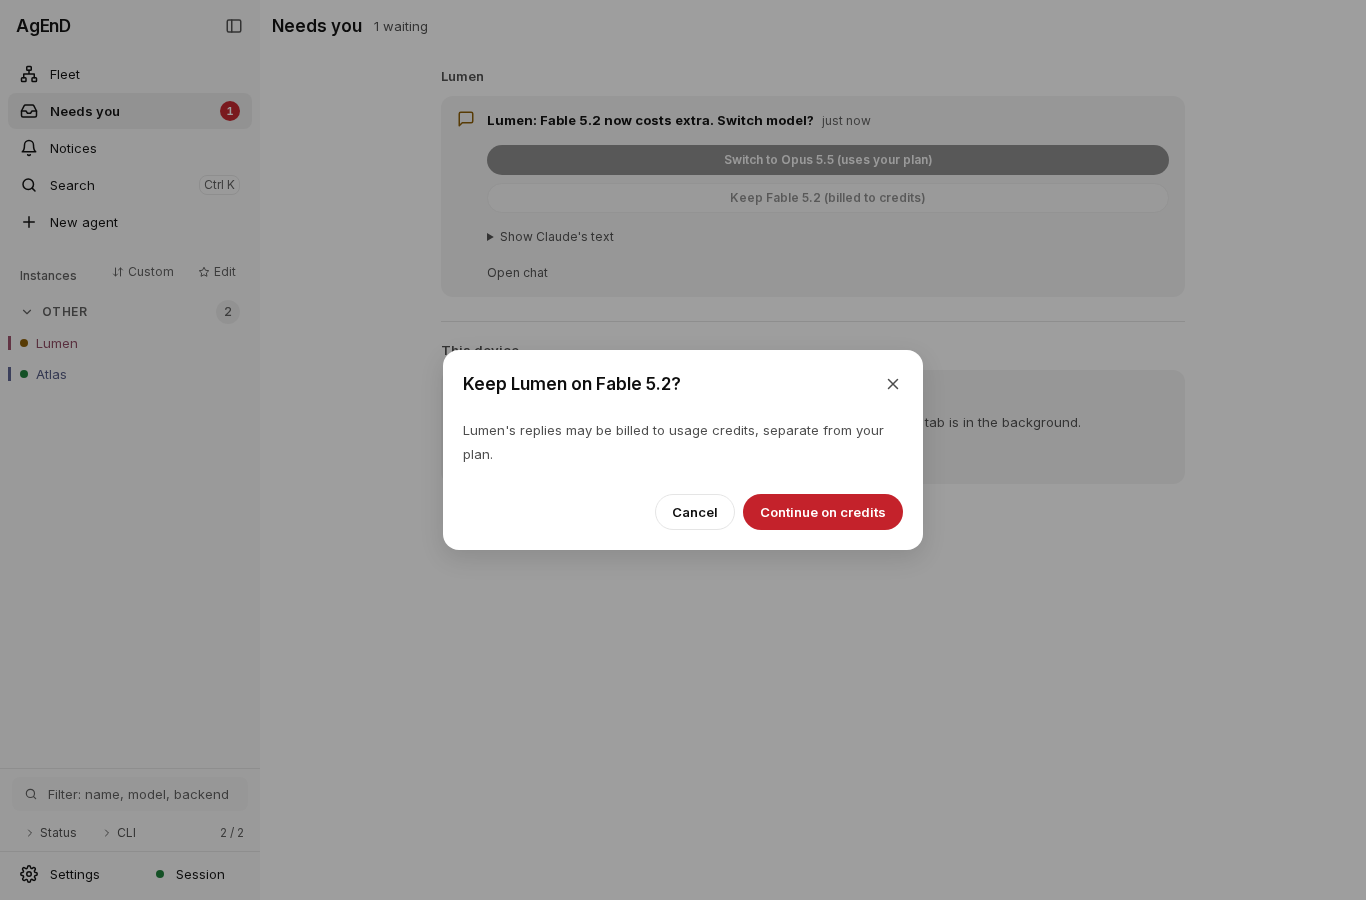 AgEnD
Fleet
Needs you
1
Notices
Search
Ctrl K
New agent
Instances
Custom
Edit
OTHER
2
Lumen
Atlas
Filter: name, model, backend
Status
CLI
2 / 2
Settings
Session
Needs you
1 waiting
Lumen
Lumen: Fable 5.2 now costs extra. Switch model?
just now
Switch to Opus 5.5 (uses your plan)
Keep Fable 5.2 (billed to credits)
Show Claude's text
Open chat
This device
tab is in the background.
Keep Lumen on Fable 5.2?
Lumen's replies may be billed to usage credits, separate from your
plan.
Cancel
Continue on credits